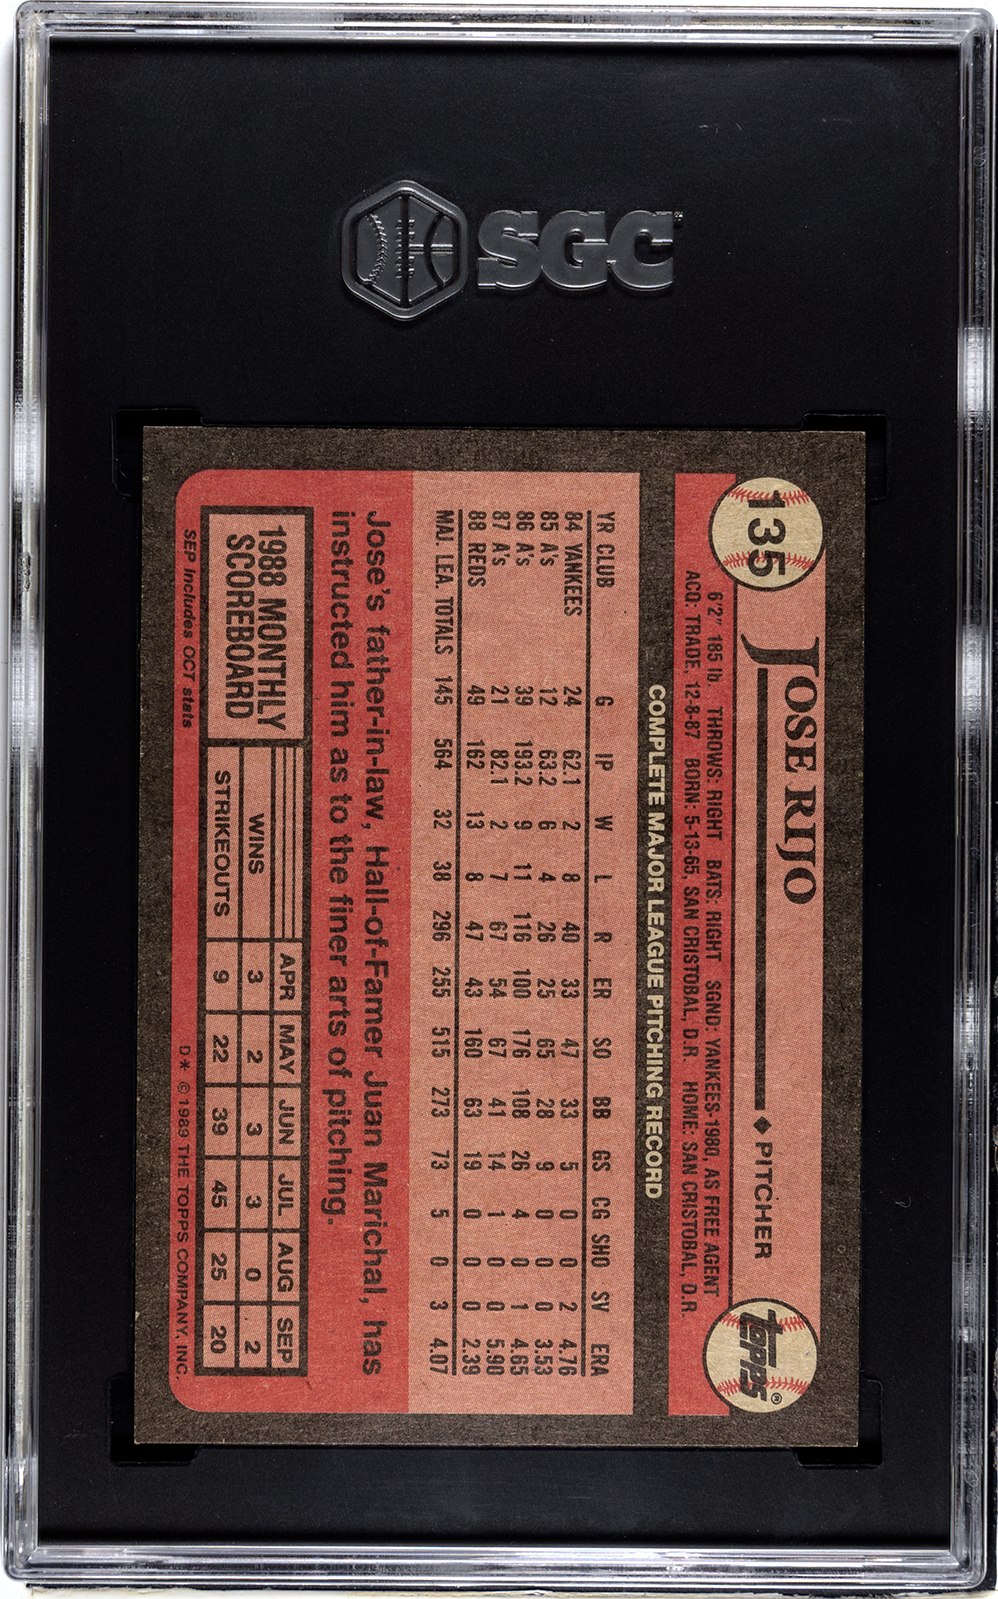 SGC
135
JOSE RIJO ◆ PITCHER
topps®
6'2" 185 lb. THROWS: RIGHT BATS: RIGHT SGND: YANKEES-1980, AS FREE AGENT
ACQ: TRADE, 12-8-87 BORN: 5-13-65, SAN CRISTOBAL, D.R. HOME: SAN CRISTOBAL, D.R.
COMPLETE MAJOR LEAGUE PITCHING RECORD
YR CLUB G IP W L R ER SO BB GS CG SHO SV ERA
84 YANKEES 24 62.1 2 8 40 33 47 33 5 0 0 2 4.76
85 A's 12 63.2 6 4 26 25 65 28 9 0 0 0 3.53
86 A's 39 193.2 9 11 116 100 176 108 26 4 0 1 4.65
87 A's 21 82.1 2 7 67 54 67 41 14 1 0 0 5.90
88 REDS 49 162 13 8 47 43 160 63 19 0 0 0 2.39
MAJ. LEA. TOTALS 145 564 32 38 296 255 515 273 73 5 0 3 4.07
Jose's father-in-law, Hall-of-Famer Juan Marichal, has
instructed him as to the finer arts of pitching.
1988 MONTHLY
SCOREBOARD
APR MAY JUN JUL AUG SEP
WINS 3 2 3 3 0 2
STRIKEOUTS 9 22 39 45 25 20
SEP Includes OCT stats
D* © 1989 THE TOPPS COMPANY, INC.